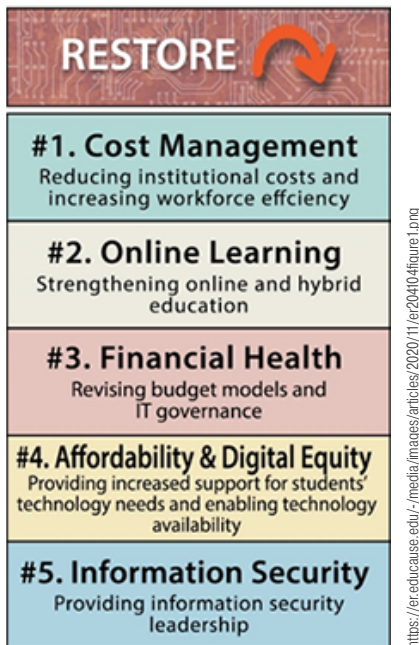 RESTORE
#1. Cost Management
Reducing institutional costs and
increasing workforce effciency
#2. Online Learning
Strengthening online and hybrid
education
#3. Financial Health
Revising budget models and
IT governance
#4. Affordability & Digital Equity
Providing increased support for students'
technology needs and enabling technology
availability
#5. Information Security
Providing information security
leadership
https://er.educause.edu/-/media/images/articles/2020/11/er204104figure1.png